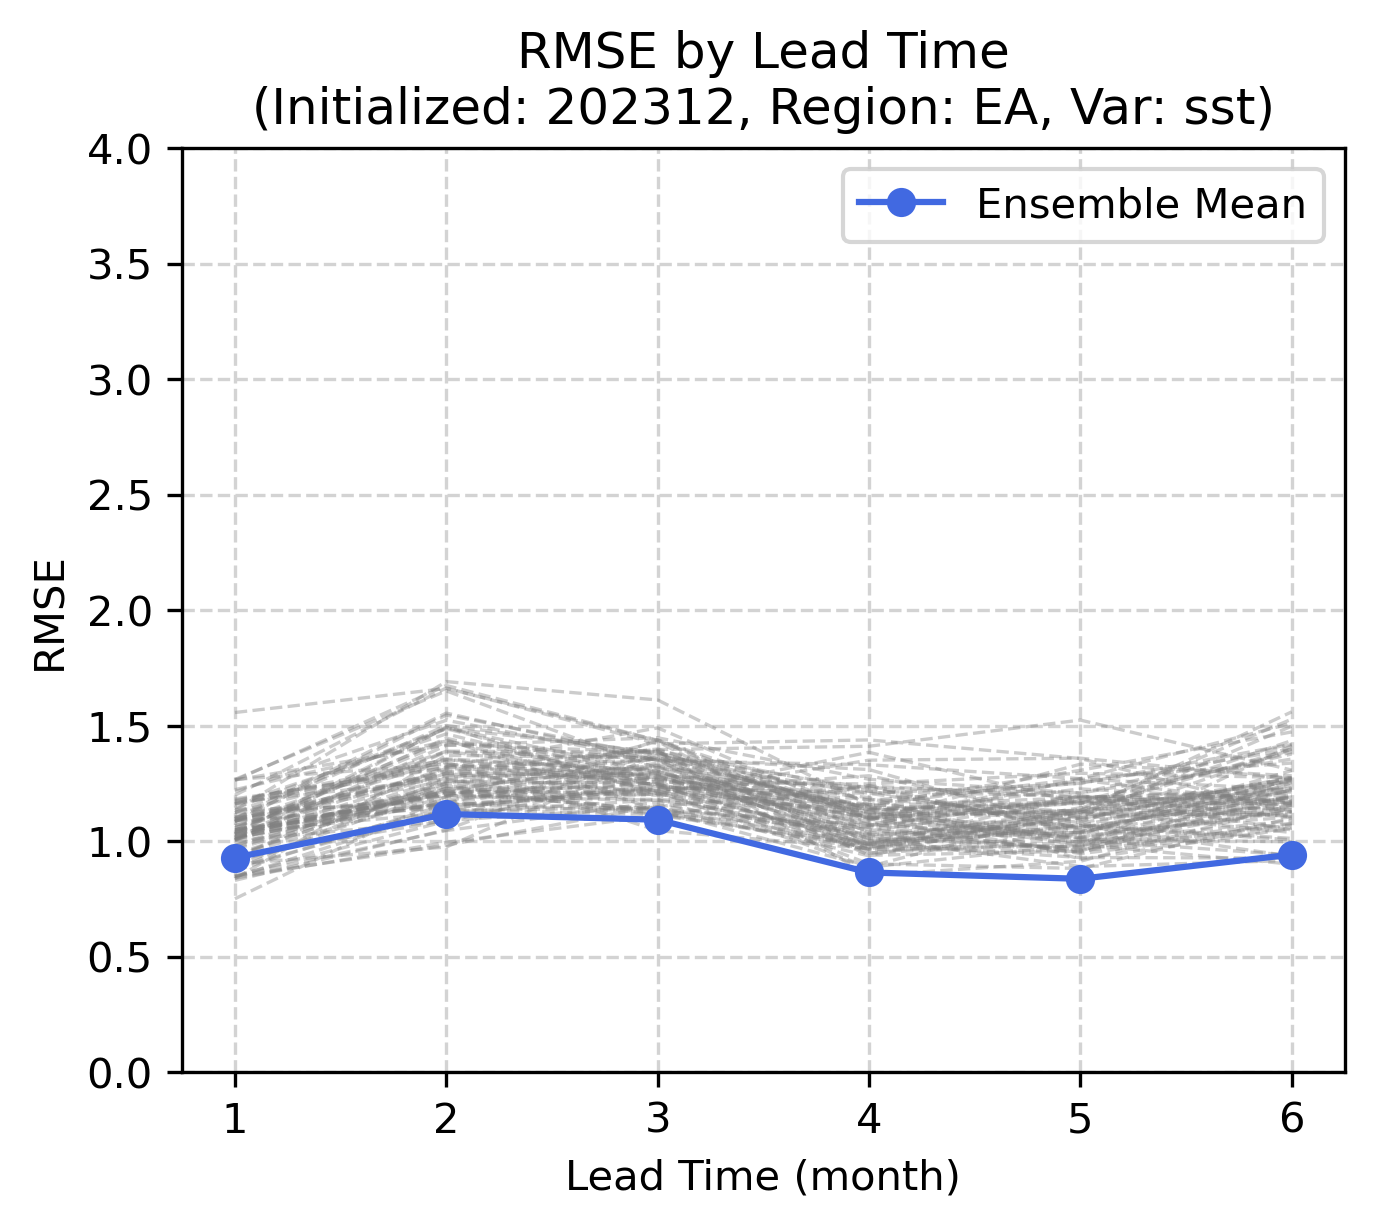 RMSE by Lead Time
(Initialized: 202312, Region: EA, Var: sst)
4.0
3.5
3.0
2.5
2.0
1.5
1.0
0.5
0.0
RMSE
Ensemble Mean
1 2 3 4 5 6
Lead Time (month)